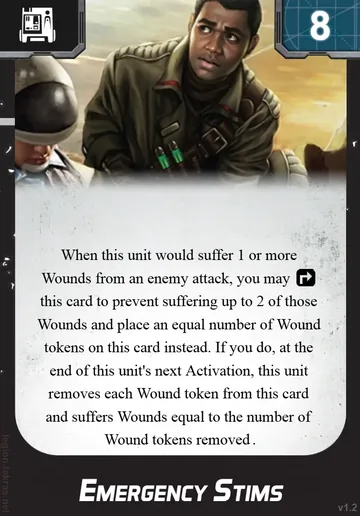 8
When this unit would suffer 1 or more
Wounds from an enemy attack, you may
this card to prevent suffering up to 2 of those
Wounds and place an equal number of Wound
tokens on this card instead. If you do, at the
end of this unit's next Activation, this unit
removes each Wound token from this card
and suffers Wounds equal to the number of
Wound tokens removed.
EMERGENCY STIMS
v1.2